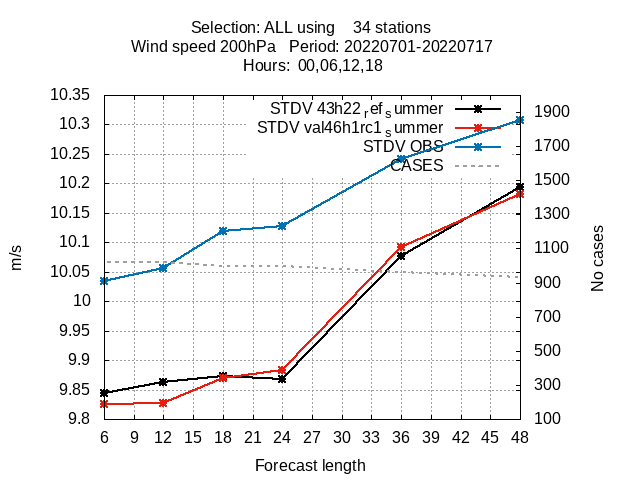 Selection: ALL using    34 stations
Wind speed 200hPa   Period: 20220701-20220717
Hours: 00,06,12,18
STDV 43h22refsummer
STDV val46h1rc1summer
STDV OBS
CASES
10.35
10.3
10.25
10.2
10.15
10.1
10.05
10
9.95
9.9
9.85
9.8
m/s
1900
1700
1500
1300
1100
900
700
500
300
100
No cases
6 9 12 15 18 21 24 27 30 33 36 39 42 45 48
Forecast length